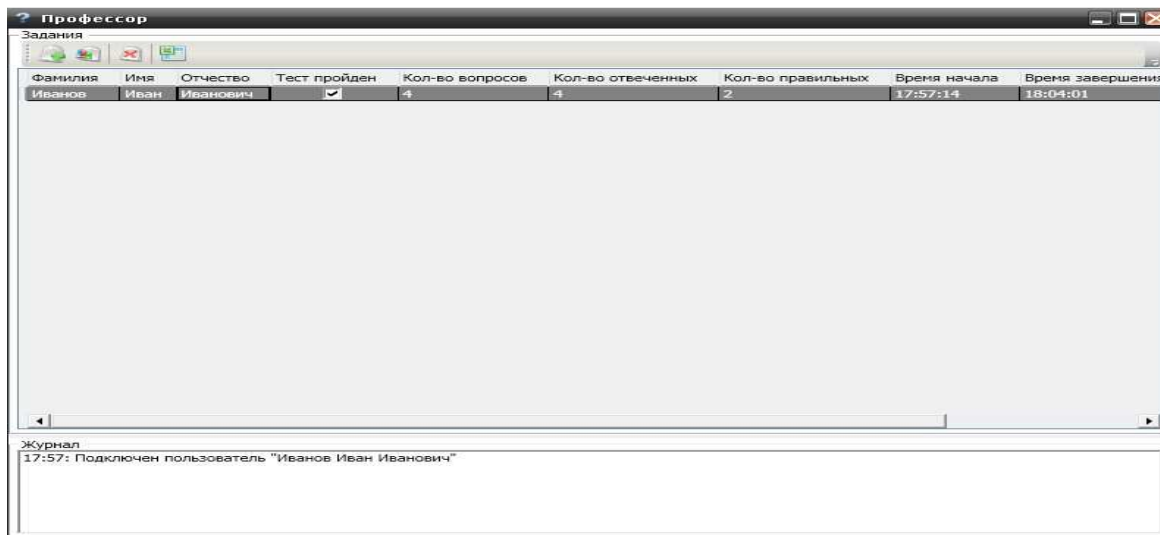 Профессор
Задания
Фамилия Имя Отчество Тест пройден Кол-во вопросов Кол-во отвеченных Кол-во правильных Время начала Время завершения
Иванов Иван Иванович 4 4 2 17:57:14 18:04:01
Журнал
17:57: Подключен пользователь "Иванов Иван Иванович"